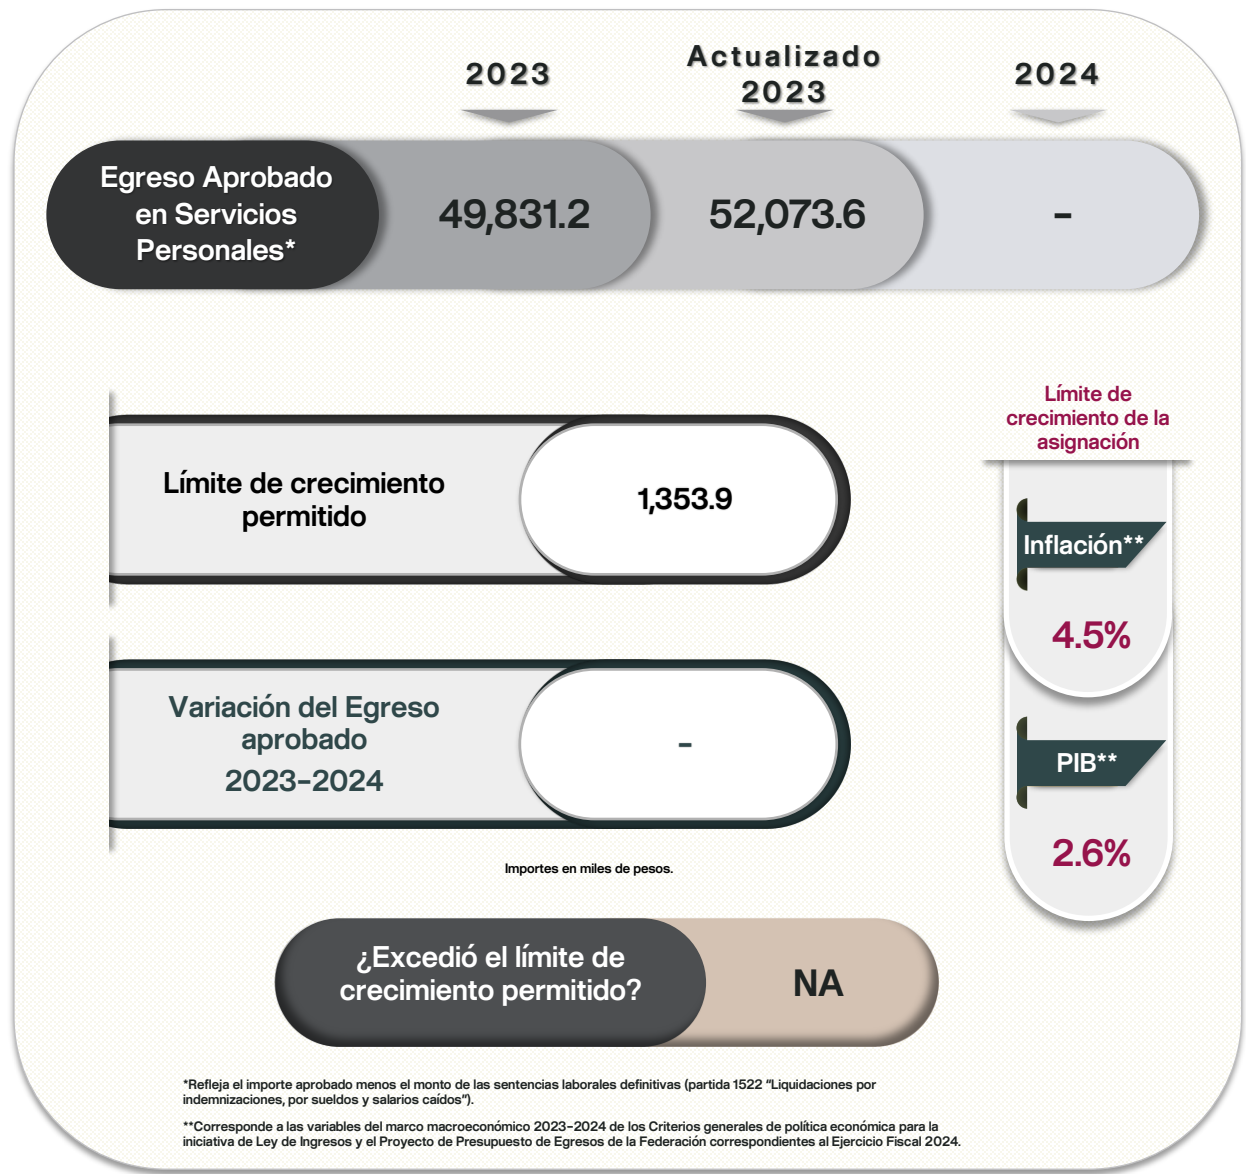 2023
Actualizado
2023
2024
Egreso Aprobado
en Servicios
Personales*
49,831.2
52,073.6
-
Límite de crecimiento
permitido
1,353.9
Límite de
crecimiento de la
asignación
Inflación**
4.5%
Variación del Egreso
aprobado
2023-2024
-
PIB**
2.6%
Importes en miles de pesos.
¿Excedió el límite de
crecimiento permitido?
NA
*Refleja el importe aprobado menos el monto de las sentencias laborales definitivas (partida 1522 "Liquidaciones por
indemnizaciones, por sueldos y salarios caídos").
**Corresponde a las variables del marco macroeconómico 2023-2024 de los Criterios generales de política económica para la
iniciativa de Ley de Ingresos y el Proyecto de Presupuesto de Egresos de la Federación correspondientes al Ejercicio Fiscal 2024.